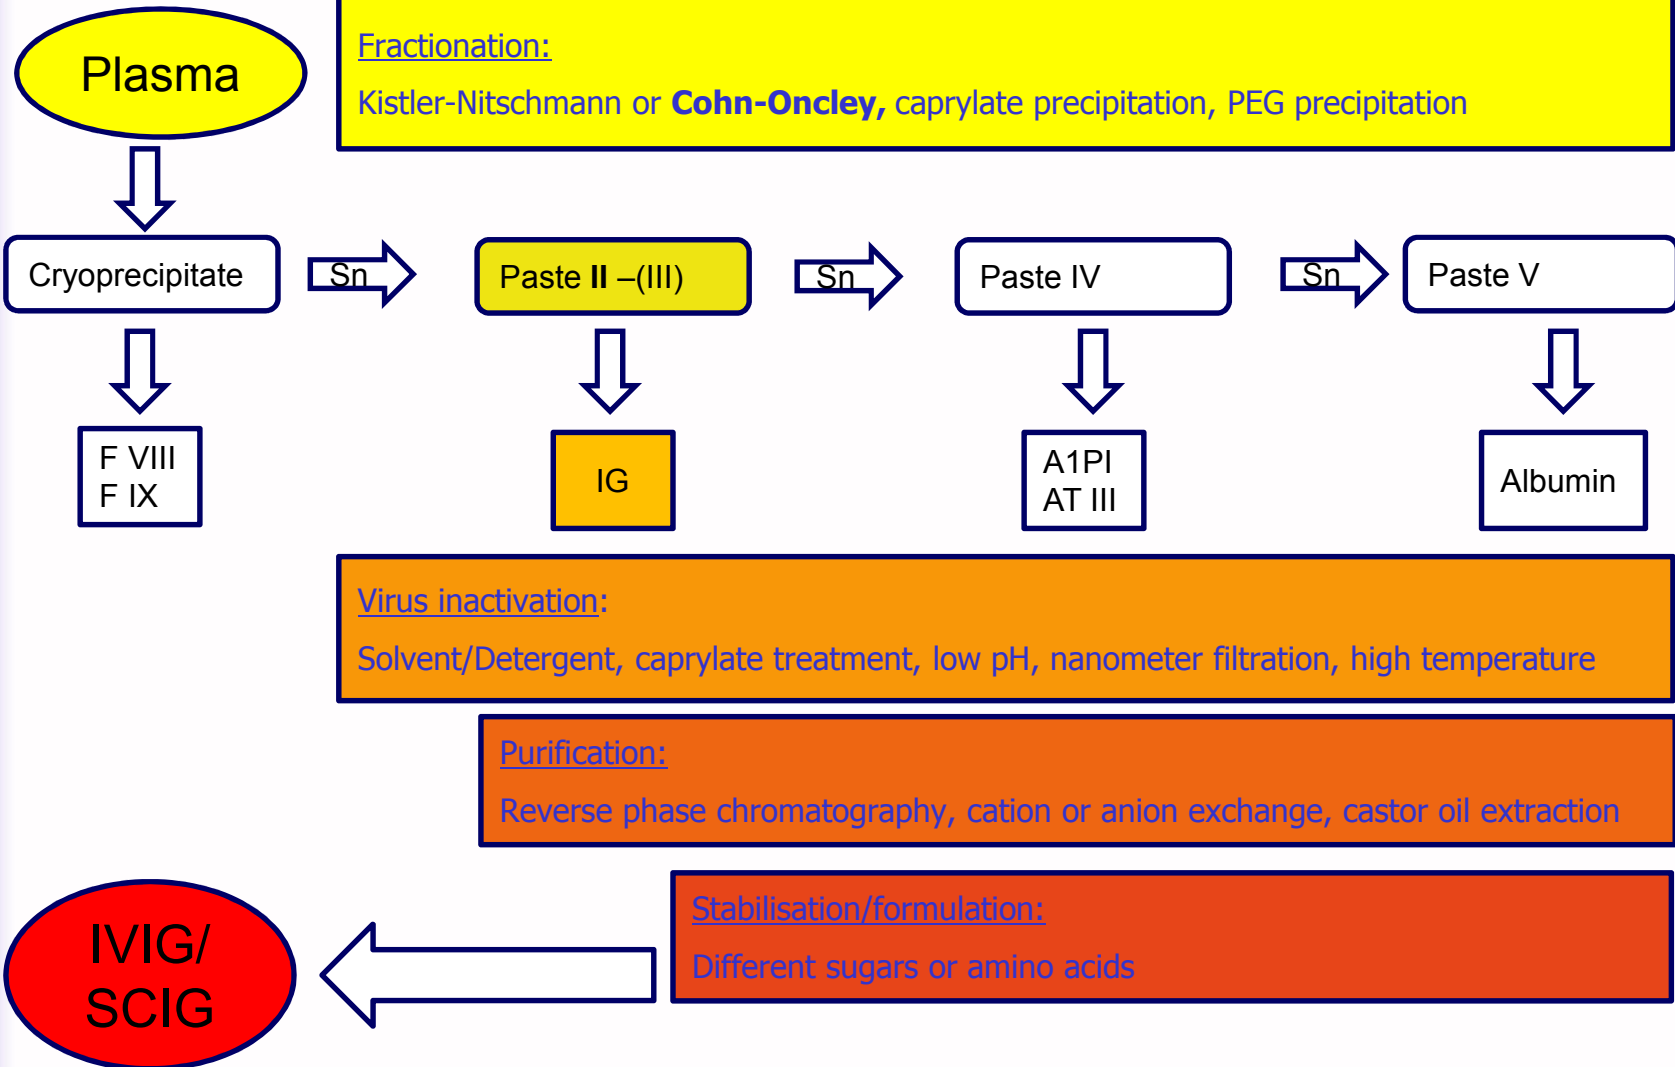 Plasma
Fractionation:
Kistler-Nitschmann or Cohn-Oncley, caprylate precipitation, PEG precipitation
Cryoprecipitate
Sn
Paste II –(III)
Sn
Paste IV
Sn
Paste V
F VIII
F IX
IG
A1PI
AT III
Albumin
Virus inactivation:
Solvent/Detergent, caprylate treatment, low pH, nanometer filtration, high temperature
Purification:
Reverse phase chromatography, cation or anion exchange, castor oil extraction
Stabilisation/formulation:
Different sugars or amino acids
IVIG/
SCIG